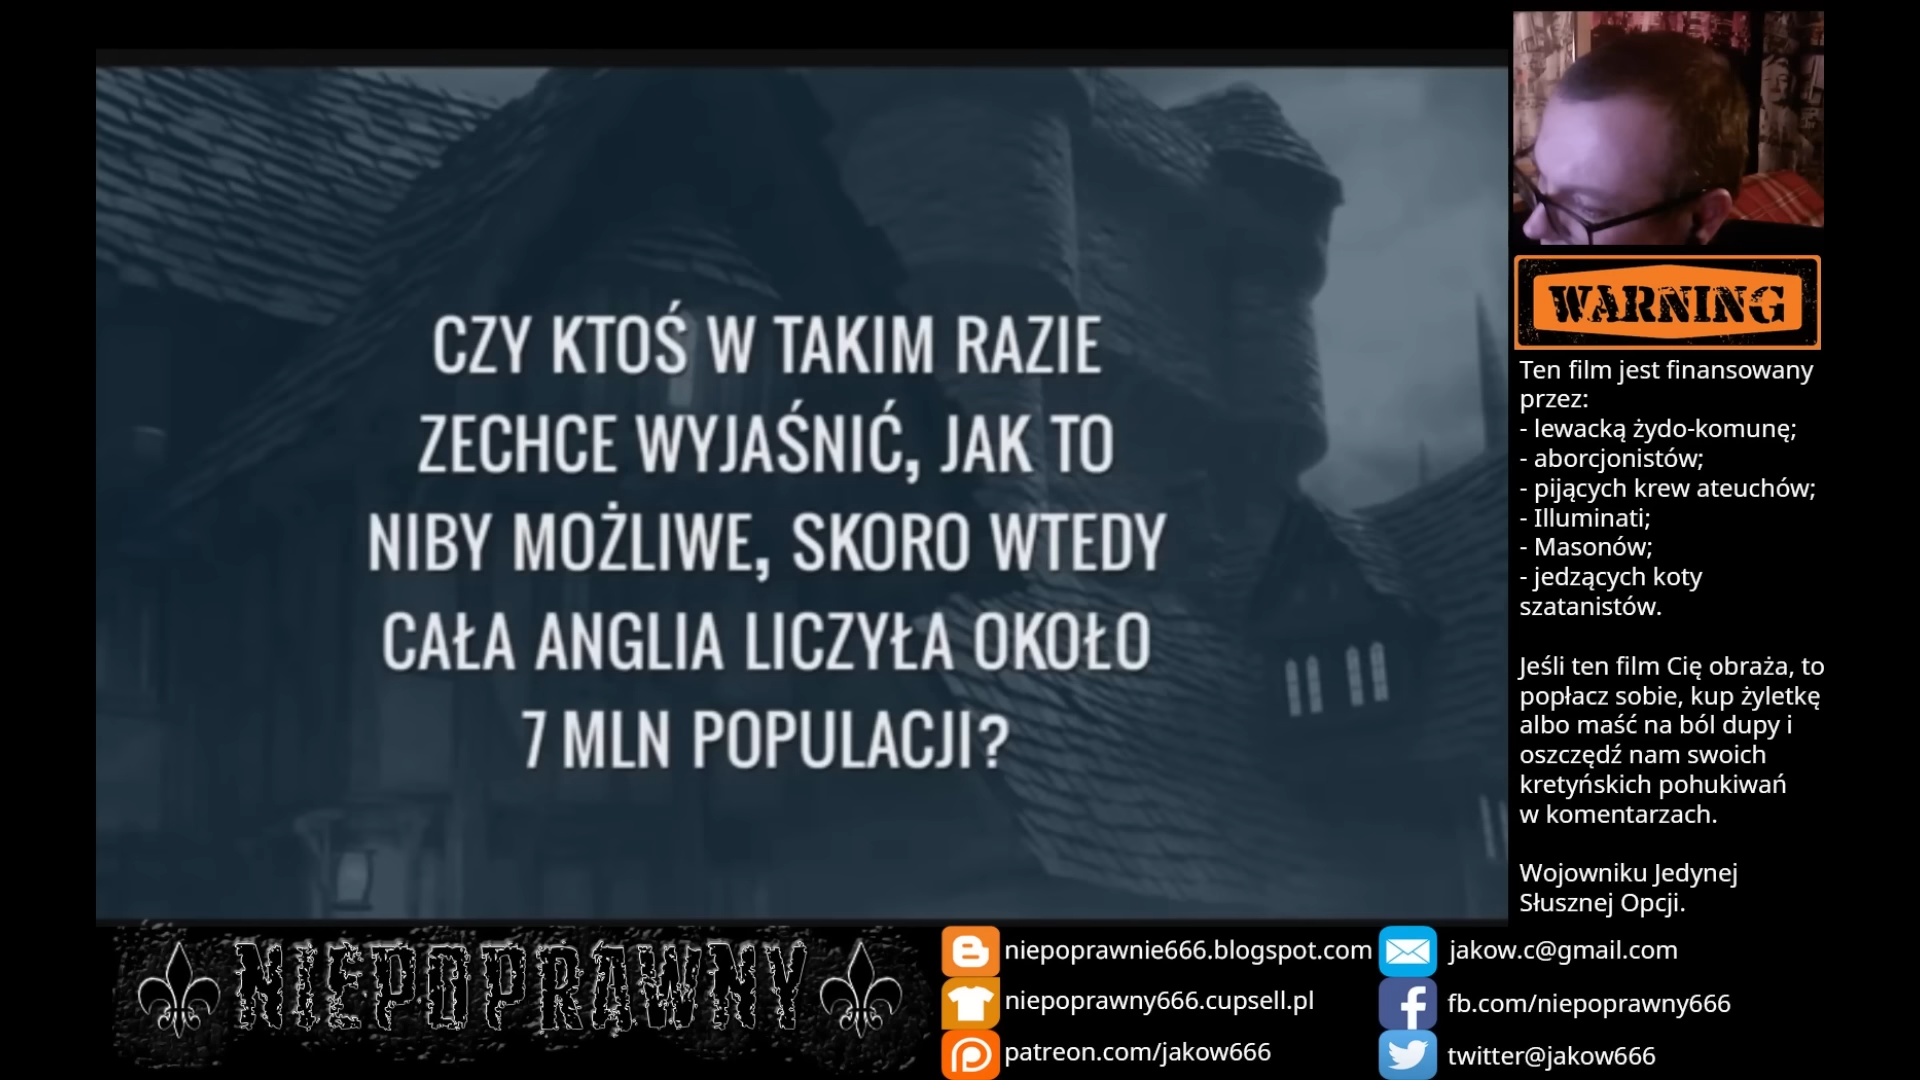 CZY KTOŚ W TAKIM RAZIE
ZECHCE WYJAŚNIĆ, JAK TO
NIBY MOŻLIWE, SKORO WTEDY
CAŁA ANGLIA LICZYŁA OKOŁO
7 MLN POPULACJI?
WARNING
Ten film jest finansowany
przez:
- lewacką żydo-komunę;
- aborcjonistów;
- pijących krew ateuchów;
- Illuminati;
- Masonów;
- jedzących koty
szatanistów.
Jeśli ten film Cię obraża, to
popłacz sobie, kup żyletkę
albo maść na ból dupy i
oszczędź nam swoich
kretyńskich pohukiwań
w komentarzach.
Wojowniku Jedynej
Słusznej Opcji.
NIEPOPRAWNY
niepoprawnie666.blogspot.com
niepoprawny666.cupsell.pl
patreon.com/jakow666
jakow.c@gmail.com
fb.com/niepoprawny666
twitter@jakow666